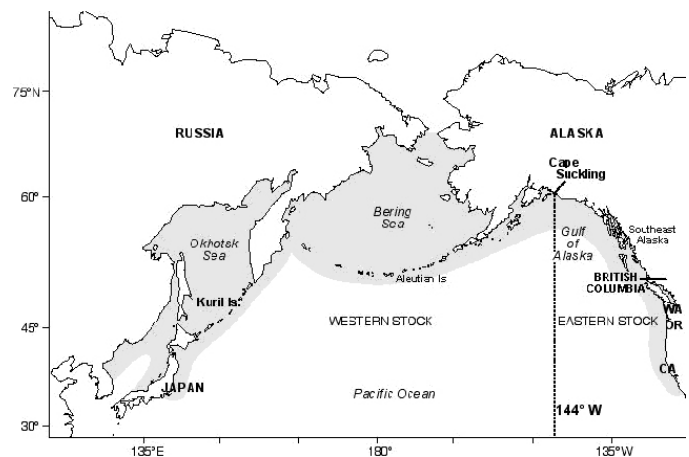 75°N
RUSSIA
ALASKA
Cape
Suckling
60°
Bering
Sea
Okhotsk
Sea
Gulf
of
Alaska
Southeast
Alaska
Aleutian Is
BRITISH
COLUMBIA
Kuril Is.
WA
OR
45°
WESTERN STOCK
EASTERN STOCK
CA
JAPAN
Pacific Ocean
144° W
30°
135°E
180°
135°W